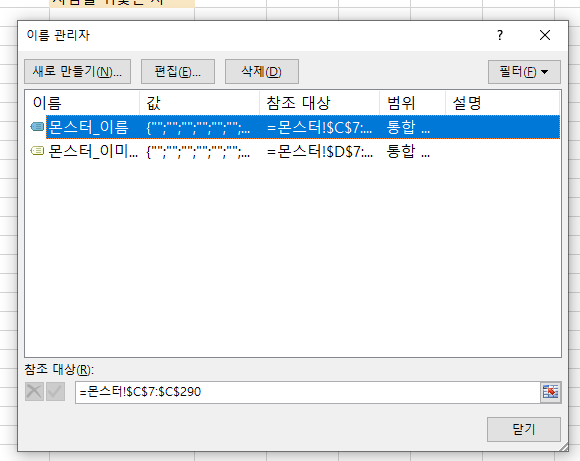 이름 관리자
새로 만들기(N)... 편집(E)... 삭제(D) 필터(F)
이름 값 참조 대상 범위 설명
몬스터_이름 {"";"";"";"";"";"";... =몬스터!$C$7:... 통합 ...
몬스터_이미... {"";"";"";"";"";"";... =몬스터!$D$7:... 통합 ...
참조 대상(R):
=몬스터!$C$7:$C$290
닫기